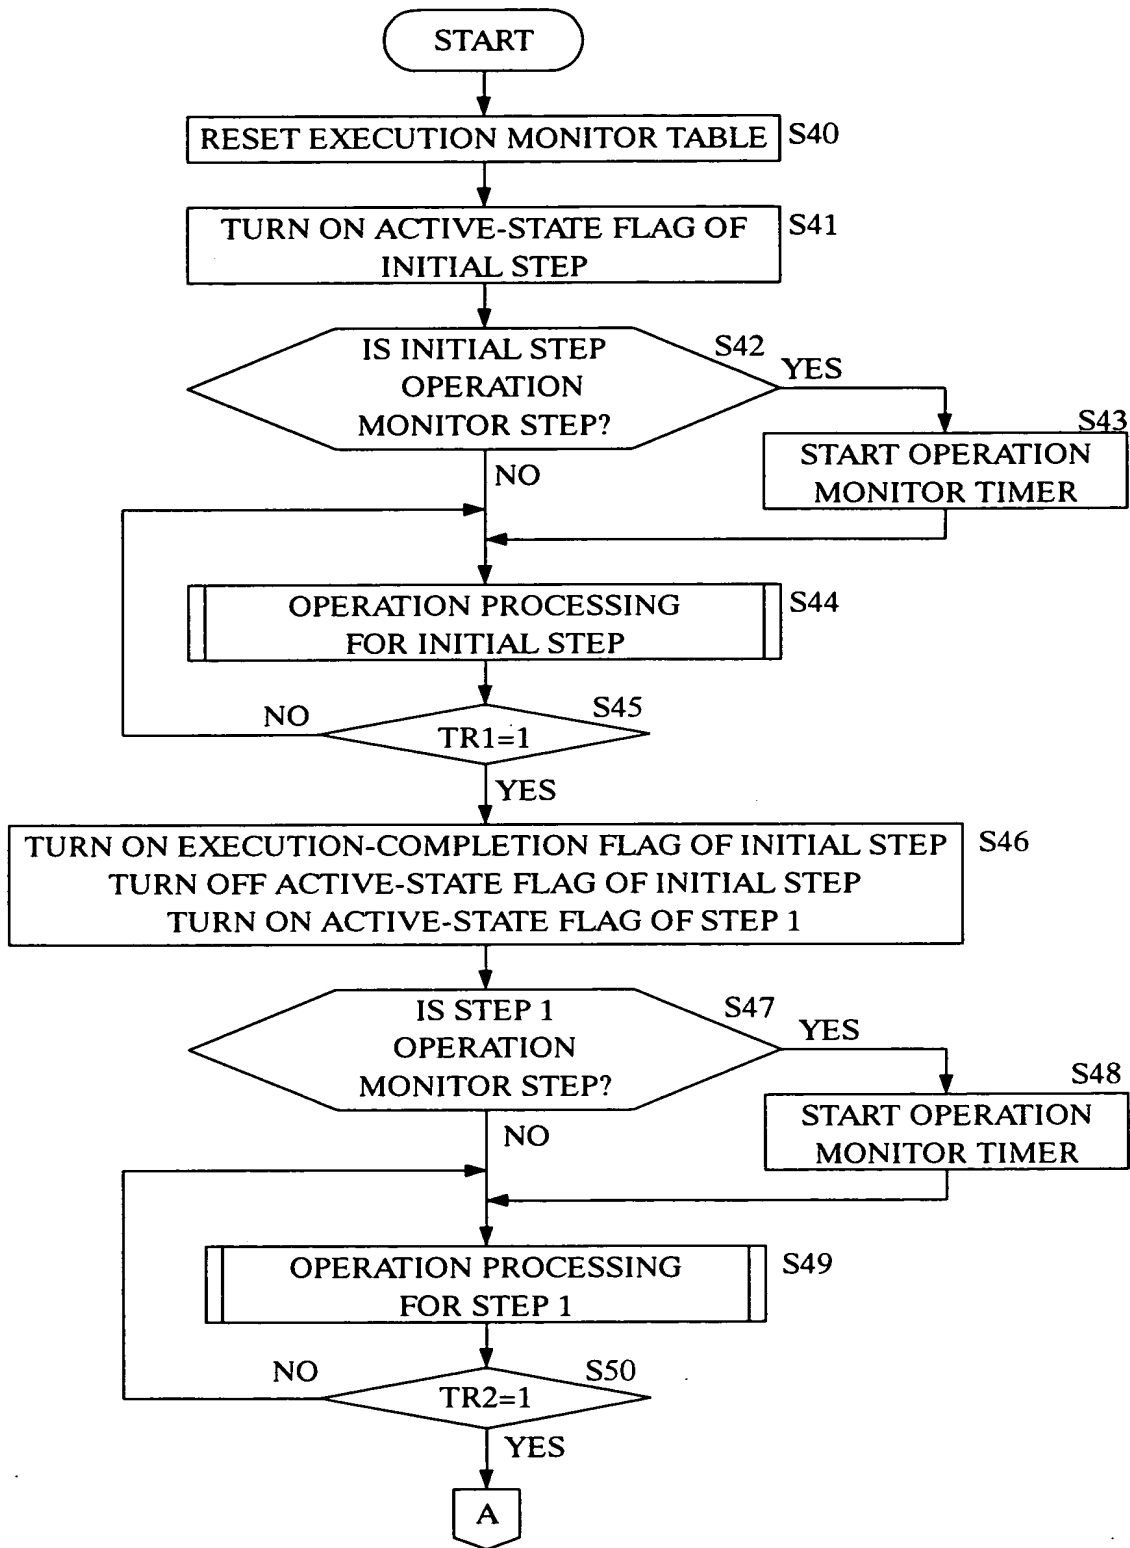 START
RESET EXECUTION MONITOR TABLE
S40
TURN ON ACTIVE-STATE FLAG OF
INITIAL STEP
S41
IS INITIAL STEP
OPERATION
MONITOR STEP?
S42
YES
S43
START OPERATION
MONITOR TIMER
NO
OPERATION PROCESSING
FOR INITIAL STEP
S44
NO
S45
TR1=1
YES
TURN ON EXECUTION-COMPLETION FLAG OF INITIAL STEP
TURN OFF ACTIVE-STATE FLAG OF INITIAL STEP
TURN ON ACTIVE-STATE FLAG OF STEP 1
S46
IS STEP 1
OPERATION
MONITOR STEP?
S47
YES
S48
START OPERATION
MONITOR TIMER
NO
OPERATION PROCESSING
FOR STEP 1
S49
NO
S50
TR2=1
YES
A